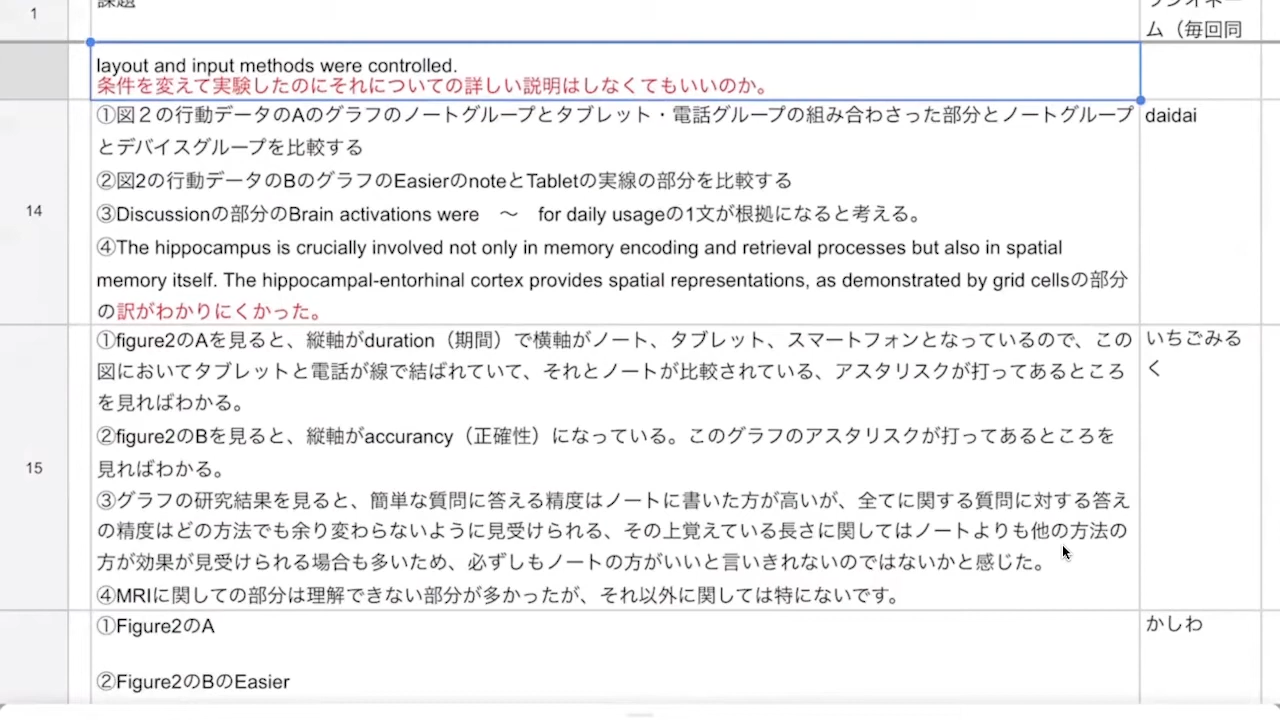 1
課題
ム（毎回同
layout and input methods were controlled.
条件を変えて実験したのにそれについての詳しい説明はしなくてもいいのか。
14
①図２の行動データのAのグラフのノートグループとタブレット・電話グループの組み合わさった部分とノートグループ
とデバイスグループを比較する
②図2の行動データのBのグラフのEasierのnoteとTabletの実線の部分を比較する
③Discussionの部分のBrain activations were　～　for daily usageの1文が根拠になると考える。
④The hippocampus is crucially involved not only in memory encoding and retrieval processes but also in spatial
memory itself. The hippocampal-entorhinal cortex provides spatial representations, as demonstrated by grid cellsの部分
の訳がわかりにくかった。
daidai
15
①figure2のAを見ると、縦軸がduration（期間）で横軸がノート、タブレット、スマートフォンとなっているので、この
図においてタブレットと電話が線で結ばれていて、それとノートが比較されている、アスタリスクが打ってあるところ
を見ればわかる。
②figure2のBを見ると、縦軸がaccurancy（正確性）になっている。このグラフのアスタリスクが打ってあるところを
見ればわかる。
③グラフの研究結果を見ると、簡単な質問に答える精度はノートに書いた方が高いが、全てに関する質問に対する答え
の精度はどの方法でも余り変わらないように見受けられる、その上覚えている長さに関してはノートよりも他の方法の
方が効果が見受けられる場合も多いため、必ずしもノートの方がいいと言いきれないのではないかと感じた。
④MRIに関しての部分は理解できない部分が多かったが、それ以外に関しては特にないです。
いちごみる
く
①Figure2のA
②Figure2のBのEasier
かしわ